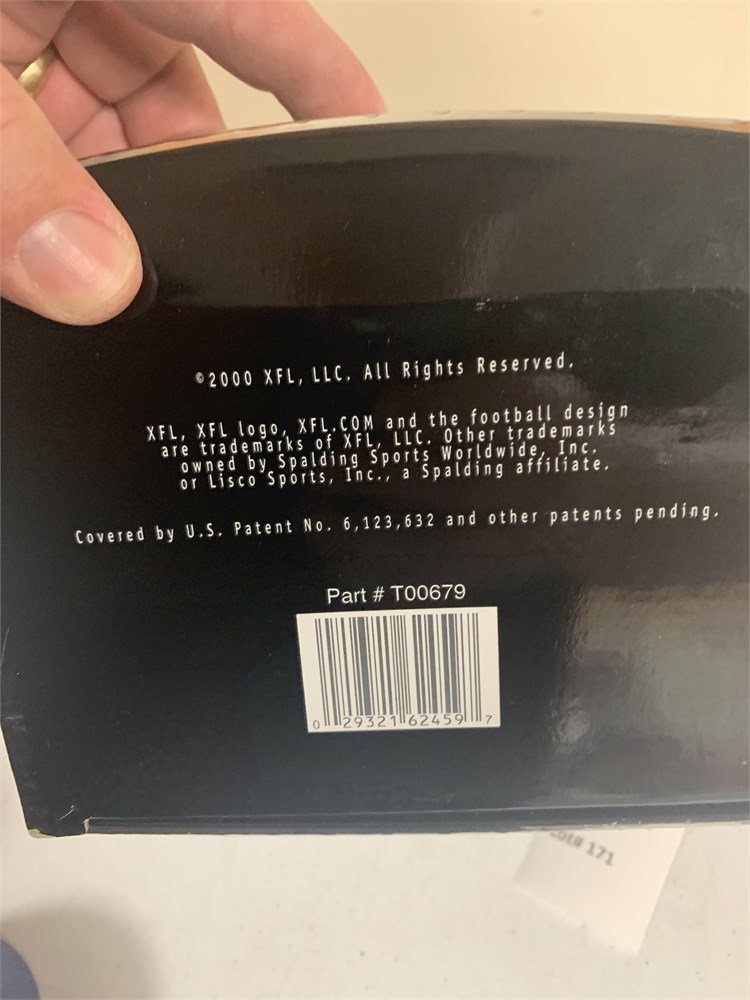 ©2000 XFL, LLC. All Rights Reserved.
XFL, XFL logo, XFL.COM and the football design
are trademarks of XFL, LLC. Other trademarks
owned by Spalding Sports Worldwide, Inc.
or Lisco Sports, Inc., a Spalding affiliate.
Covered by U.S. Patent No. 6,123,632 and other patents pending.
Part # T00679
0 29321 62459 7
171